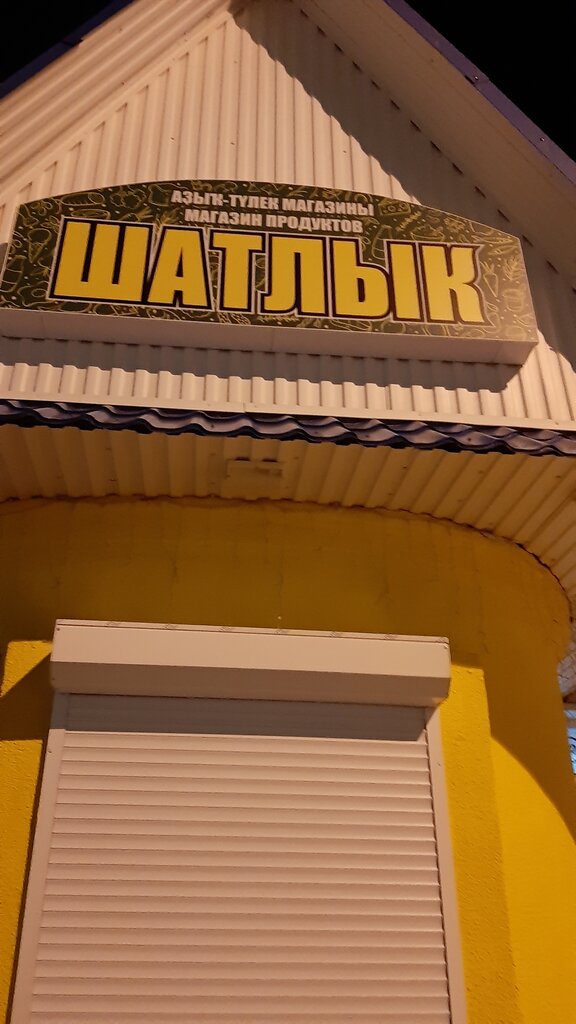 АЗЫК-ТҮЛЕК МАГАЗИНЫ
МАГАЗИН ПРОДУКТОВ
ШАТЛЫК